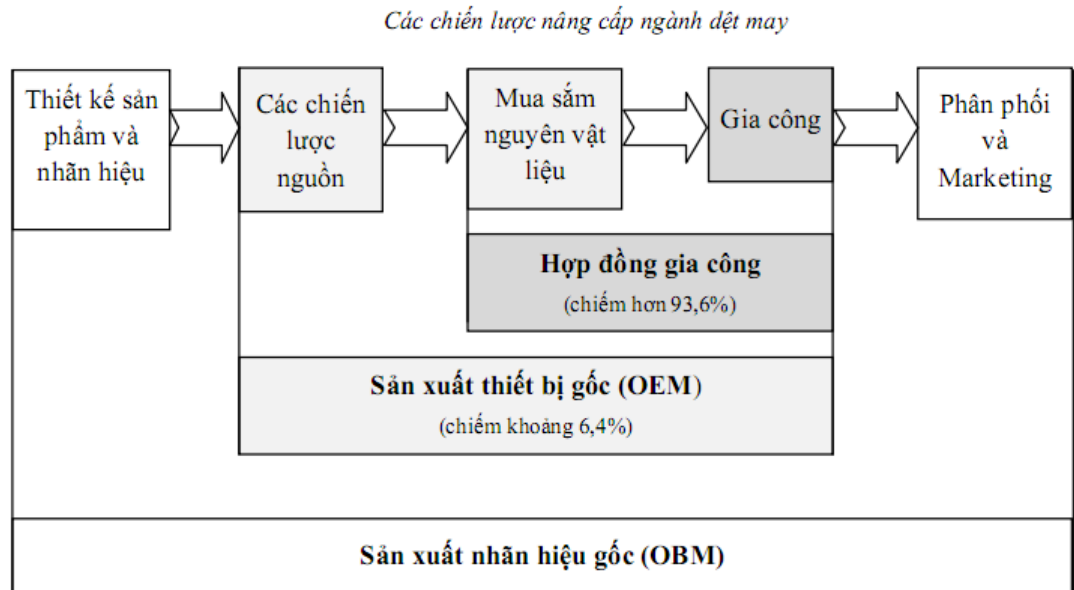 Các chiến lược nâng cấp ngành dệt may
Thiết kế sản
phẩm và
nhãn hiệu
Các chiến
lược
nguồn
Mua sắm
nguyên vật
liệu
Gia công
Phân phối
và
Marketing
Hợp đồng gia công
(chiếm hơn 93,6%)
Sản xuất thiết bị gốc (OEM)
(chiếm khoảng 6,4%)
Sản xuất nhãn hiệu gốc (OBM)